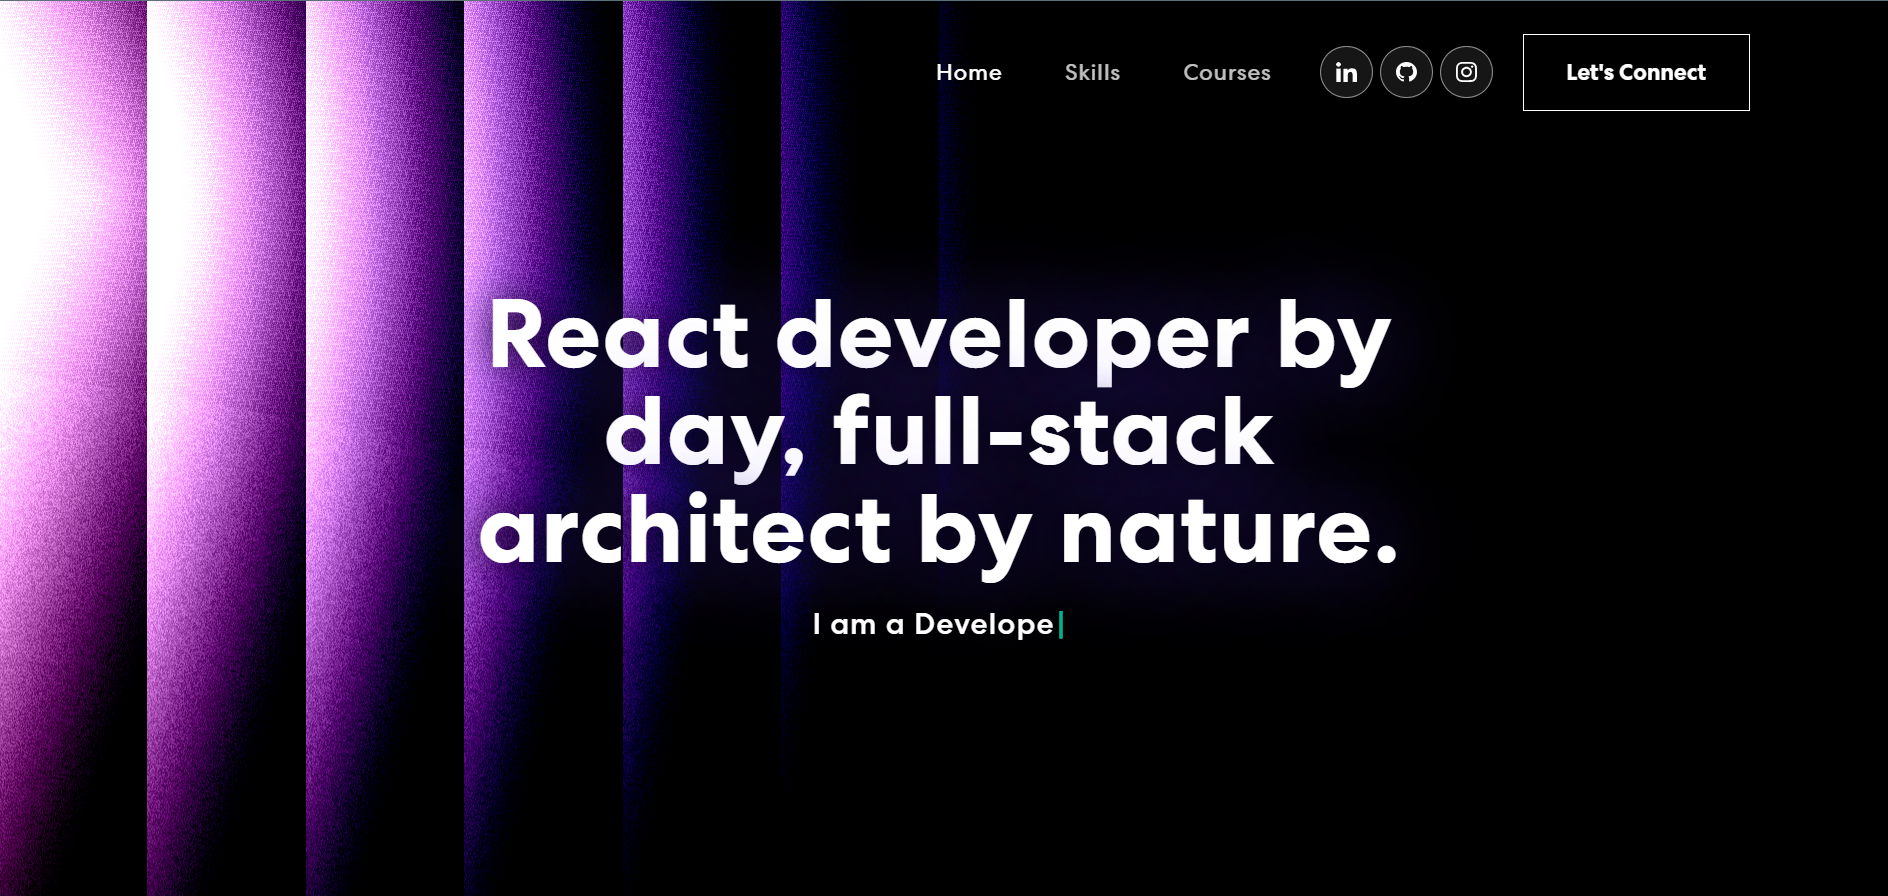 Home Skills Courses in Let's Connect
React developer by
day, full-stack
architect by nature.
I am a Develope